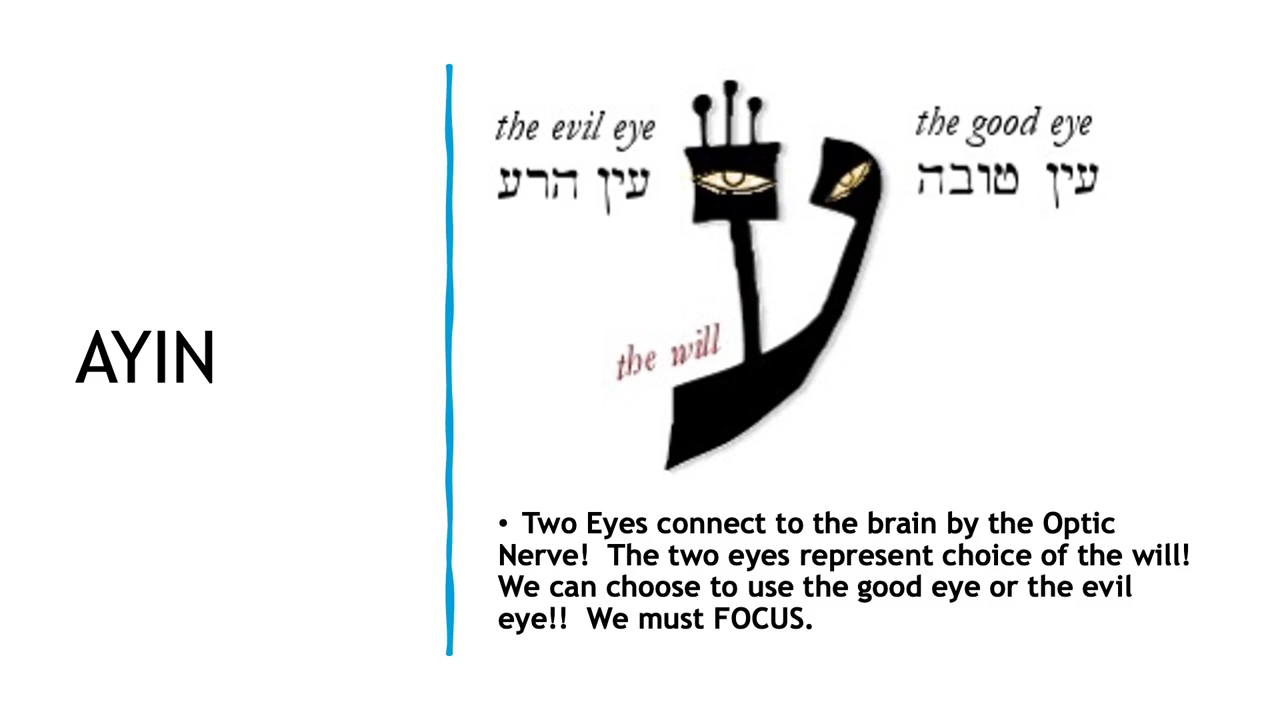 AYIN
the evil eye
עין הרע
the good eye
עין טובה
the will
• Two Eyes connect to the brain by the Optic
Nerve!  The two eyes represent choice of the will!
We can choose to use the good eye or the evil
eye!!  We must FOCUS.